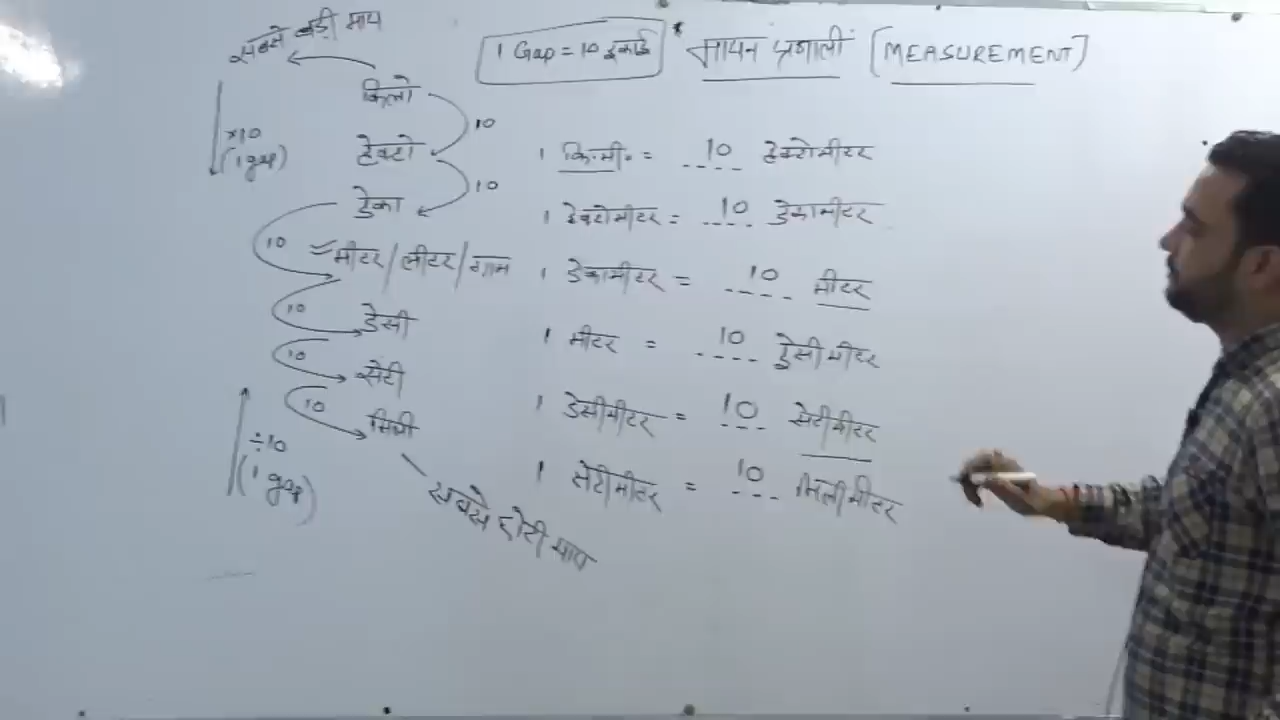 सबसे बड़ी माप
1 Gap = 10 इकाई
* मापन प्रणाली [MEASUREMENT]
किलो
10
×10
(1 gap)
हेक्टो
10
डेका
10
मीटर/लीटर/ग्राम
10
डेसी
10
सेंटी
10
मिली
÷10
(1 gap)
सबसे छोटी माप
1 कि.मी. = 10 हेक्टोमीटर
1 हेक्टोमीटर = 10 डेकामीटर
1 डेकामीटर = 10 मीटर
1 मीटर = 10 डेसीमीटर
1 डेसीमीटर = 10 सेंटीमीटर
1 सेंटीमीटर = 10 मिलीमीटर